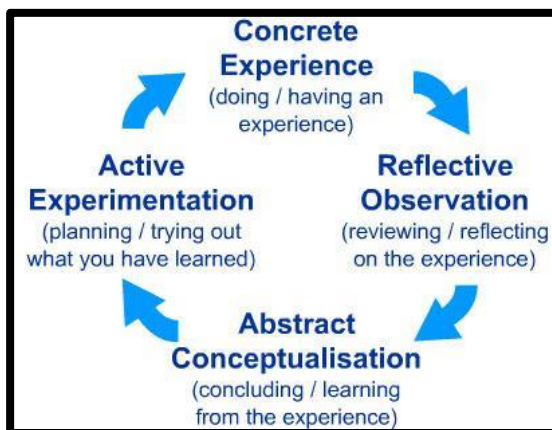 Concrete
Experience
(doing / having an
experience)
Reflective
Observation
(reviewing / reflecting
on the experience)
Abstract
Conceptualisation
(concluding / learning
from the experience)
Active
Experimentation
(planning / trying out
what you have learned)